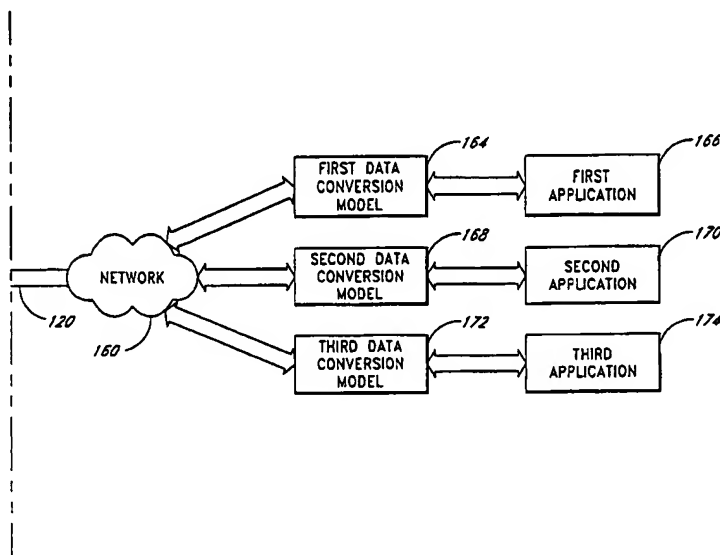 164
FIRST DATA
CONVERSION
MODEL
166
FIRST
APPLICATION
168
SECOND DATA
CONVERSION
MODEL
170
SECOND
APPLICATION
NETWORK
120
160
172
THIRD DATA
CONVERSION
MODEL
174
THIRD
APPLICATION